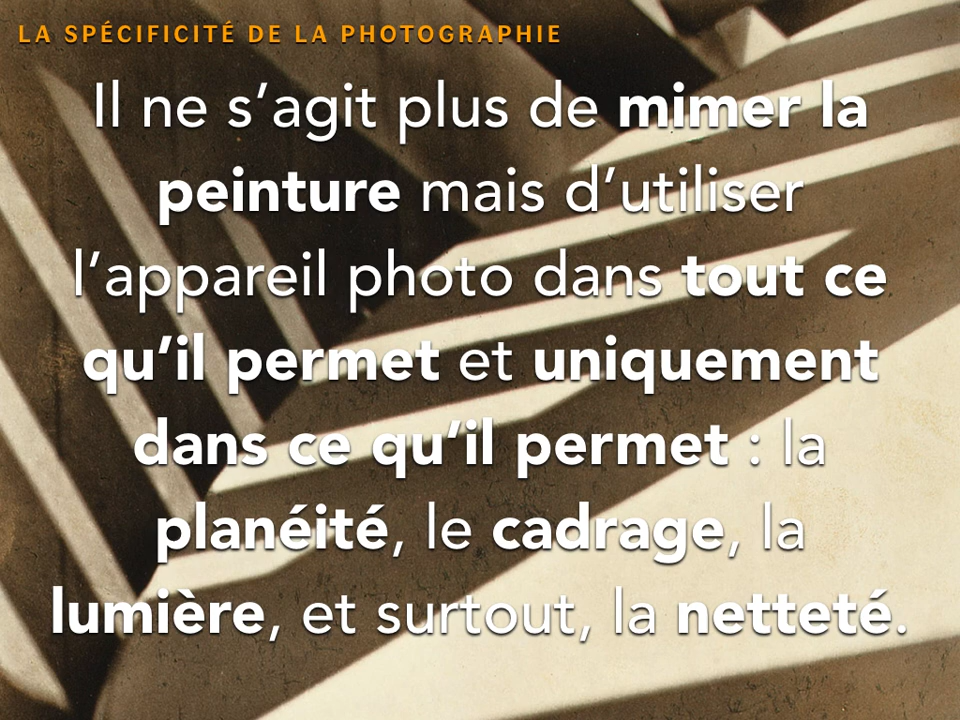 LA SPÉCIFICITÉ DE LA PHOTOGRAPHIE
Il ne s’agit plus de mimer la
peinture mais d’utiliser
l’appareil photo dans tout ce
qu’il permet et uniquement
dans ce qu’il permet : la
planéité, le cadrage, la
lumière, et surtout, la netteté.